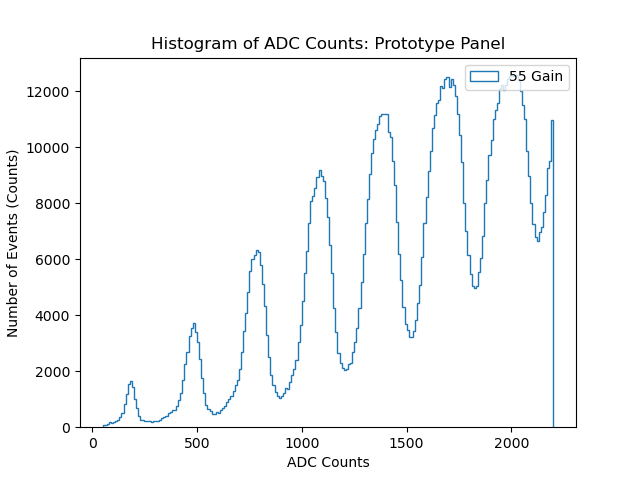 Histogram of ADC Counts: Prototype Panel
55 Gain
Number of Events (Counts)
12000
10000
8000
6000
4000
2000
0
0 500 1000 1500 2000
ADC Counts